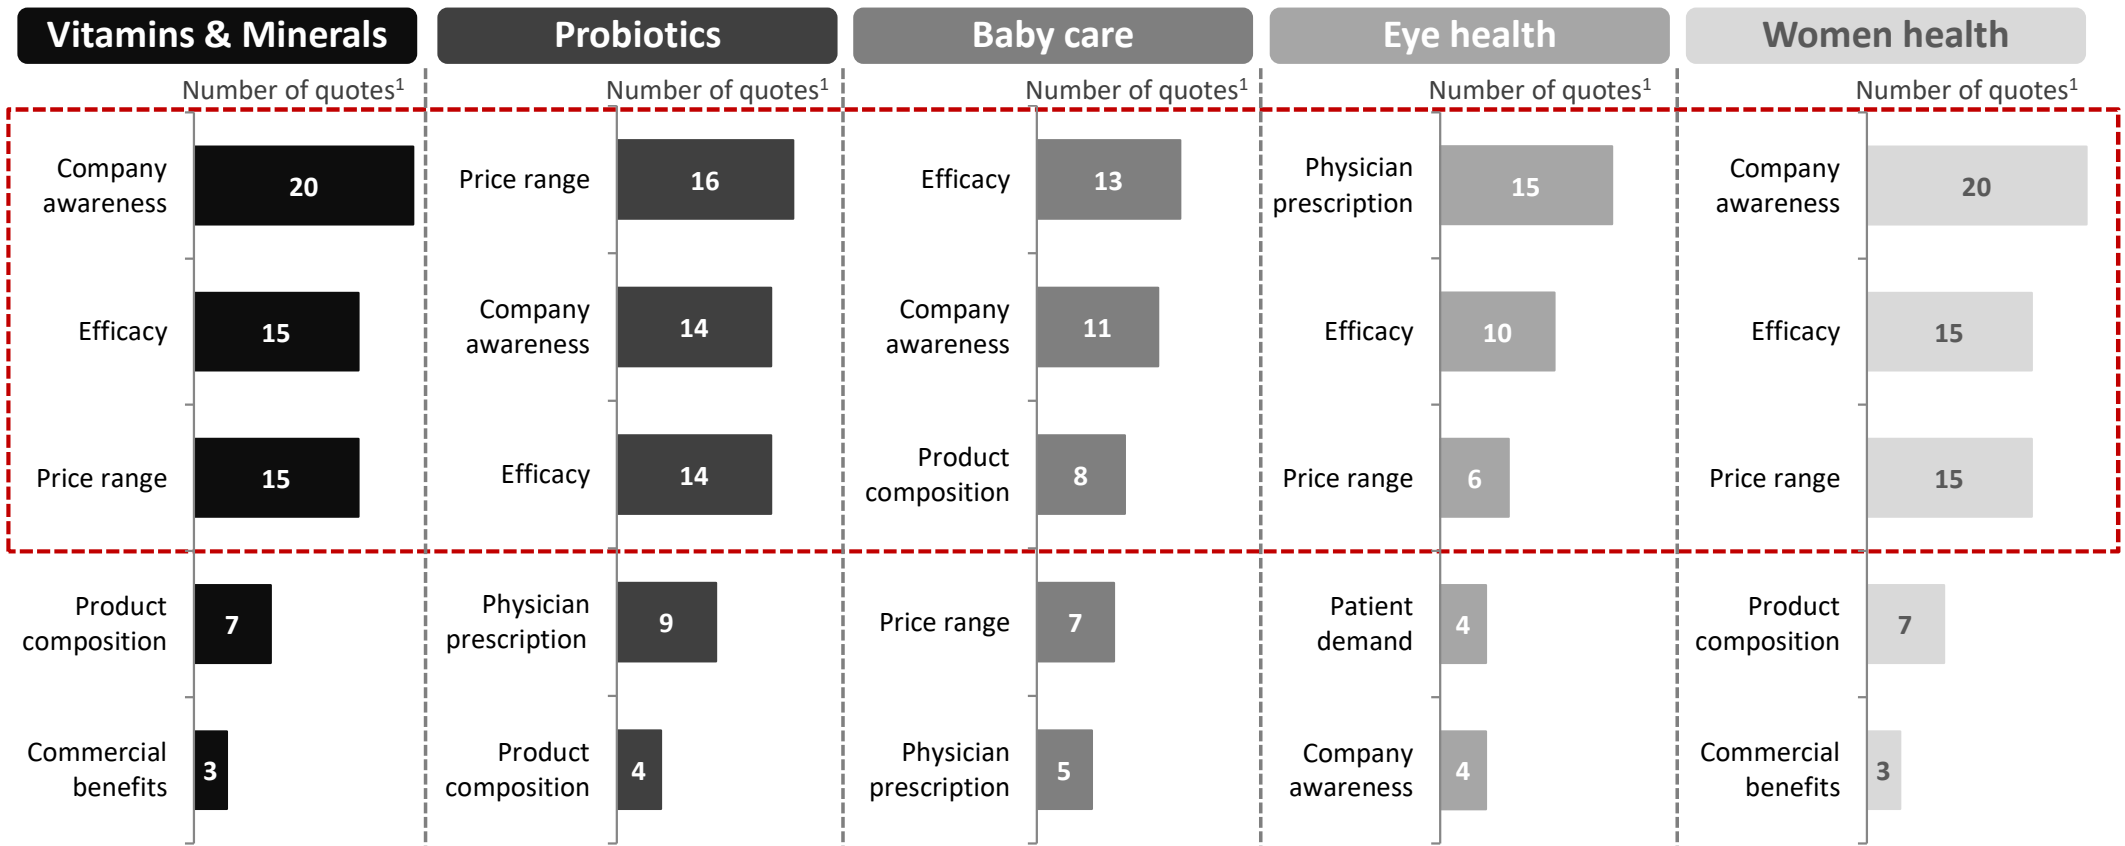 Vitamins & Minerals
Number of quotes¹
Company
awareness
20
Efficacy
15
Price range
15
Product
composition
7
Commercial
benefits
3
Probiotics
Number of quotes¹
Price range
16
Company
awareness
14
Efficacy
14
Physician
prescription
9
Product
composition
4
Baby care
Number of quotes¹
Efficacy
13
Company
awareness
11
Product
composition
8
Price range
7
Physician
prescription
5
Eye health
Number of quotes¹
Physician
prescription
15
Efficacy
10
Price range
6
Patient
demand
4
Company
awareness
4
Women health
Number of quotes¹
Company
awareness
20
Efficacy
15
Price range
15
Product
composition
7
Commercial
benefits
3